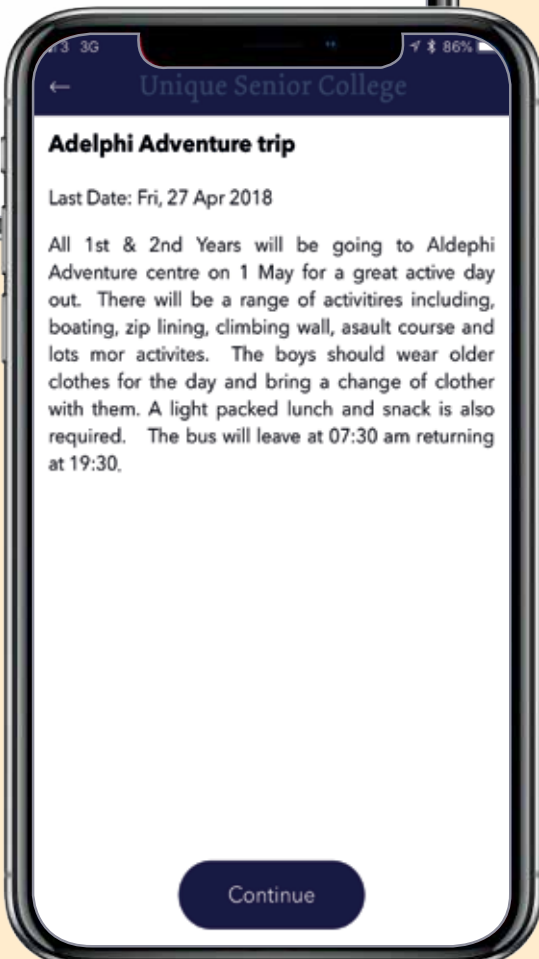 3 3G 86%
← Unique Senior College
Adelphi Adventure trip
Last Date: Fri, 27 Apr 2018
All 1st & 2nd Years will be going to Aldephi
Adventure centre on 1 May for a great active day
out. There will be a range of activitires including,
boating, zip lining, climbing wall, asault course and
lots mor activites. The boys should wear older
clothes for the day and bring a change of clother
with them. A light packed lunch and snack is also
required. The bus will leave at 07:30 am returning
at 19:30.
Continue